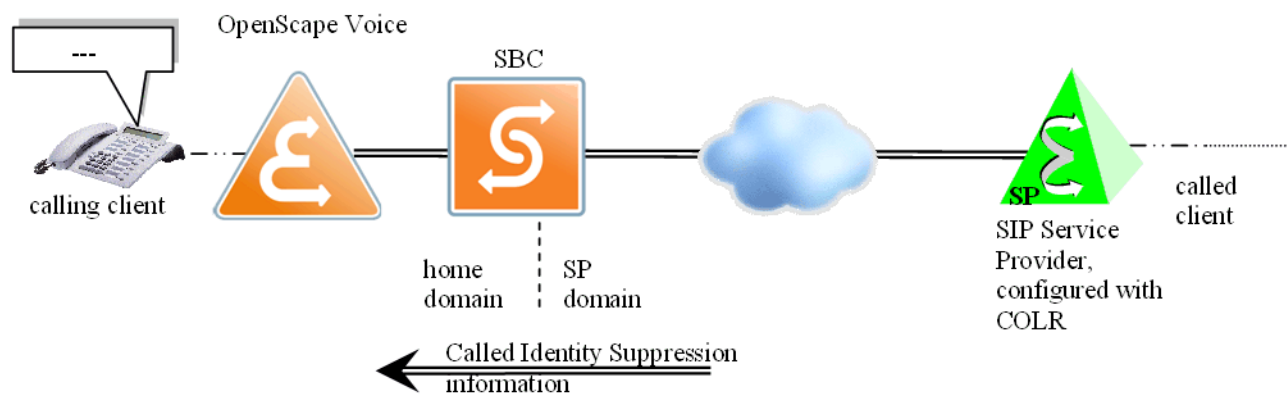 OpenScape Voice
---
SBC
calling client
SP
called
client
SIP Service
Provider,
configured with
COLR
home
domain
SP
domain
Called Identity Suppression
information